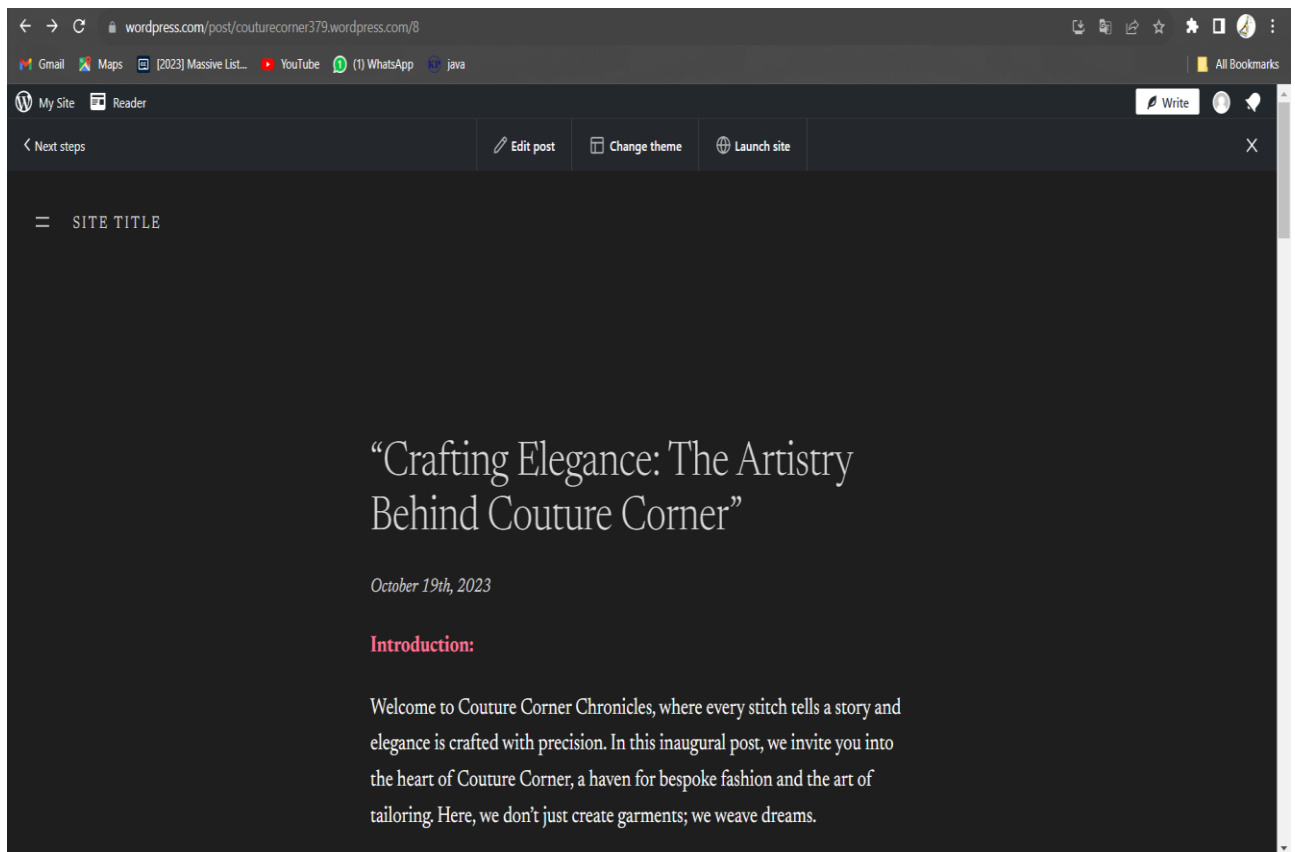 wordpress.com/post/couturecorner379.wordpress.com/8
Gmail Maps [2023] Massive List... YouTube (1) WhatsApp java All Bookmarks
My Site Reader Write
Next steps Edit post Change theme Launch site X
SITE TITLE
“Crafting Elegance: The Artistry
Behind Couture Corner”
October 19th, 2023
Introduction:
Welcome to Couture Corner Chronicles, where every stitch tells a story and
elegance is crafted with precision. In this inaugural post, we invite you into
the heart of Couture Corner, a haven for bespoke fashion and the art of
tailoring. Here, we don’t just create garments; we weave dreams.